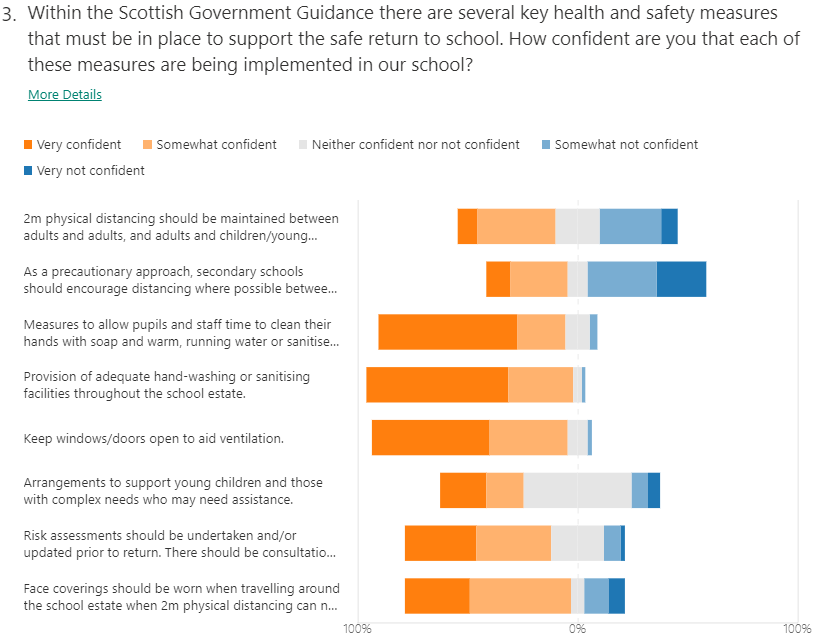 3. Within the Scottish Government Guidance there are several key health and safety measures
that must be in place to support the safe return to school. How confident are you that each of
these measures are being implemented in our school?
More Details
Very confident Somewhat confident Neither confident nor not confident Somewhat not confident
Very not confident
2m physical distancing should be maintained between
adults and adults, and adults and children/young...
As a precautionary approach, secondary schools
should encourage distancing where possible betwee...
Measures to allow pupils and staff time to clean their
hands with soap and warm, running water or sanitise...
Provision of adequate hand-washing or sanitising
facilities throughout the school estate.
Keep windows/doors open to aid ventilation.
Arrangements to support young children and those
with complex needs who may need assistance.
Risk assessments should be undertaken and/or
updated prior to return. There should be consultatio...
Face coverings should be worn when travelling around
the school estate when 2m physical distancing can n...
100% 0% 100%